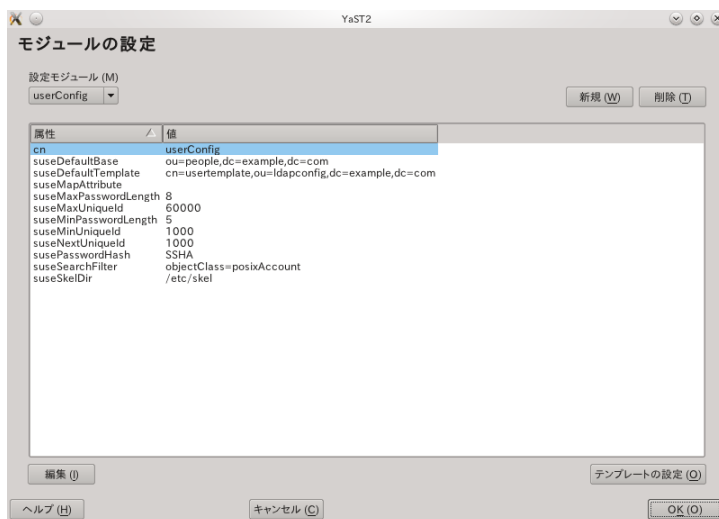 YaST2
モジュールの設定
設定モジュール (M)
userConfig
新規 (W) 削除 (T)
属性 値
cn userConfig
suseDefaultBase ou=people,dc=example,dc=com
suseDefaultTemplate cn=usertemplate,ou=ldapconfig,dc=example,dc=com
suseMapAttribute
suseMaxPasswordLength 8
suseMaxUniqueId 60000
suseMinPasswordLength 5
suseMinUniqueId 1000
suseNextUniqueId 1000
susePasswordHash SSHA
suseSearchFilter objectClass=posixAccount
suseSkelDir /etc/skel
編集 (I) テンプレートの設定 (O)
ヘルプ (H) キャンセル (C) OK (O)